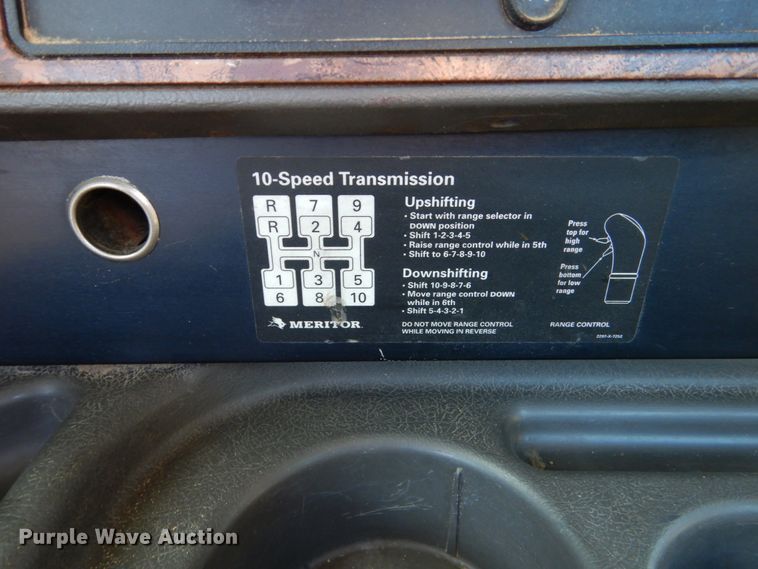 10-Speed Transmission
R 7 9
R 2 4
N
1 3 5
6 8 10
MERITOR
Upshifting
• Start with range selector in
DOWN position
• Shift 1-2-3-4-5
• Raise range control while in 5th
• Shift to 6-7-8-9-10
Downshifting
• Shift 10-9-8-7-6
• Move range control DOWN
while in 6th
• Shift 5-4-3-2-1
DO NOT MOVE RANGE CONTROL
WHILE MOVING IN REVERSE
Press
top for
high
range
Press
bottom
for low
range
RANGE CONTROL
2297-X-7252
Purple Wave Auction